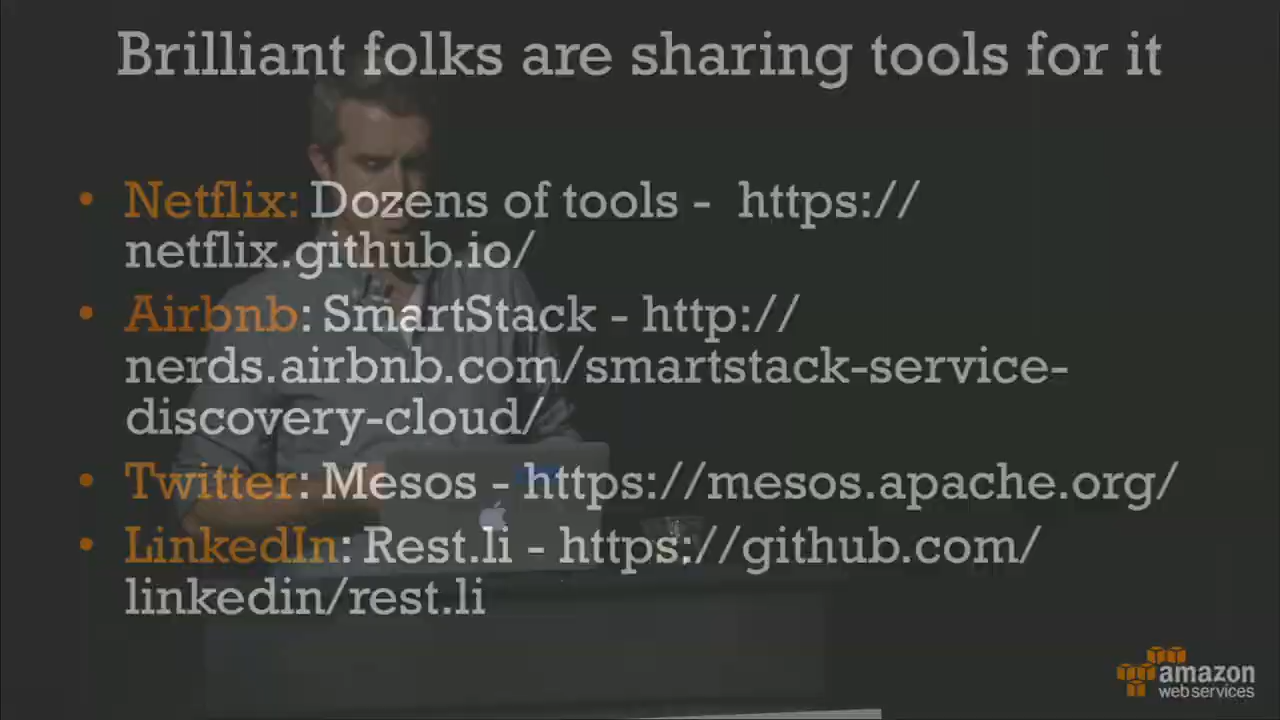 Brilliant folks are sharing tools for it
• Netflix: Dozens of tools - https://
netflix.github.io/
• Airbnb: SmartStack - http://
nerds.airbnb.com/smartstack-service-
discovery-cloud/
• Twitter: Mesos - https://mesos.apache.org/
• LinkedIn: Rest.li - https://github.com/
linkedin/rest.li
amazon
webservices